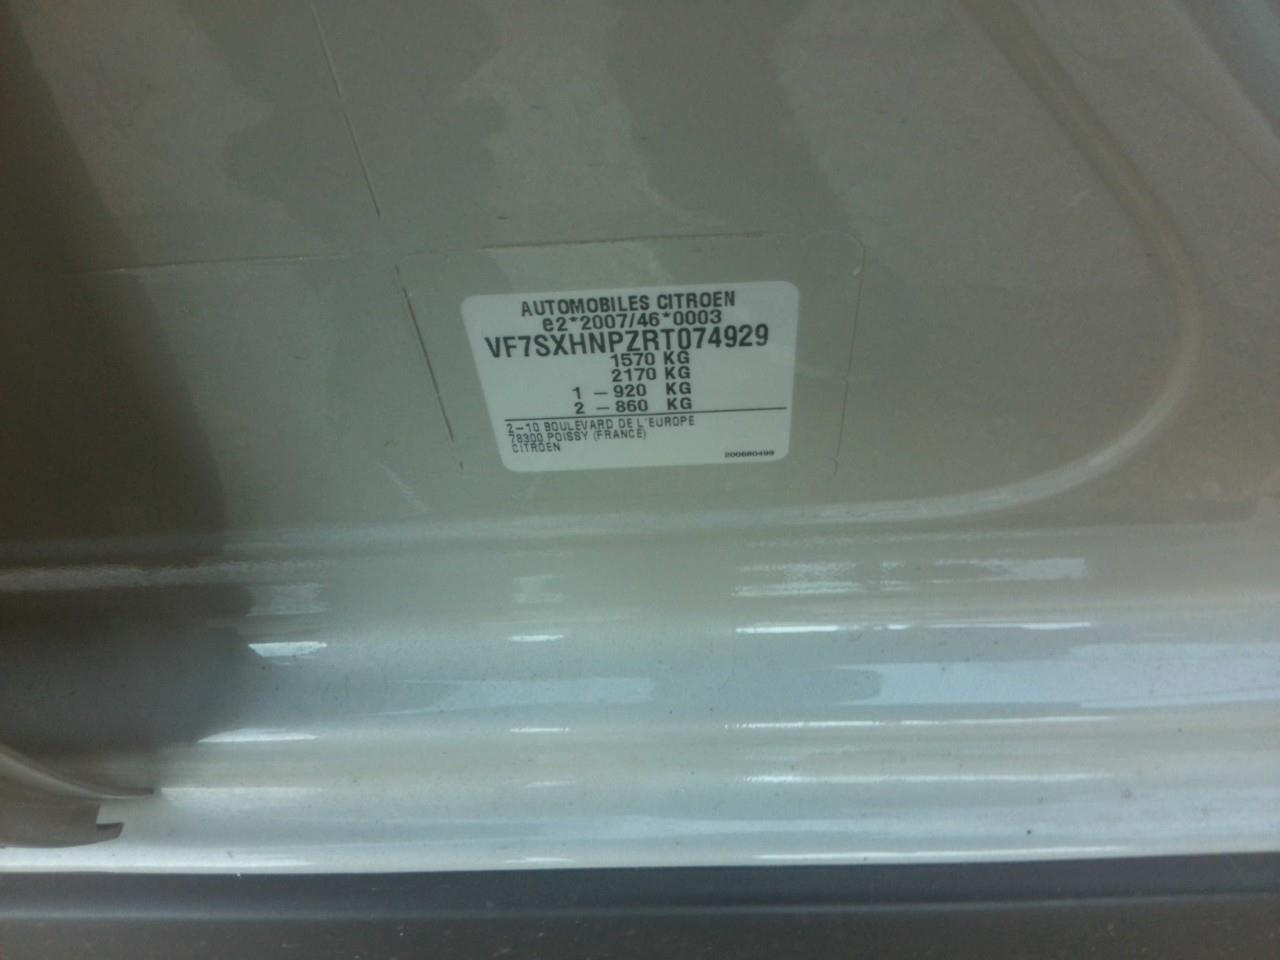 AUTOMOBILES CITROEN
e2*2007/46*0003
VF7SXHNPZRT074929
1570 KG
2170 KG
1 – 920 KG
2 – 860 KG
2–10 BOULEVARD DE L'EUROPE
78300 POISSY (FRANCE)
CITROEN
200680499